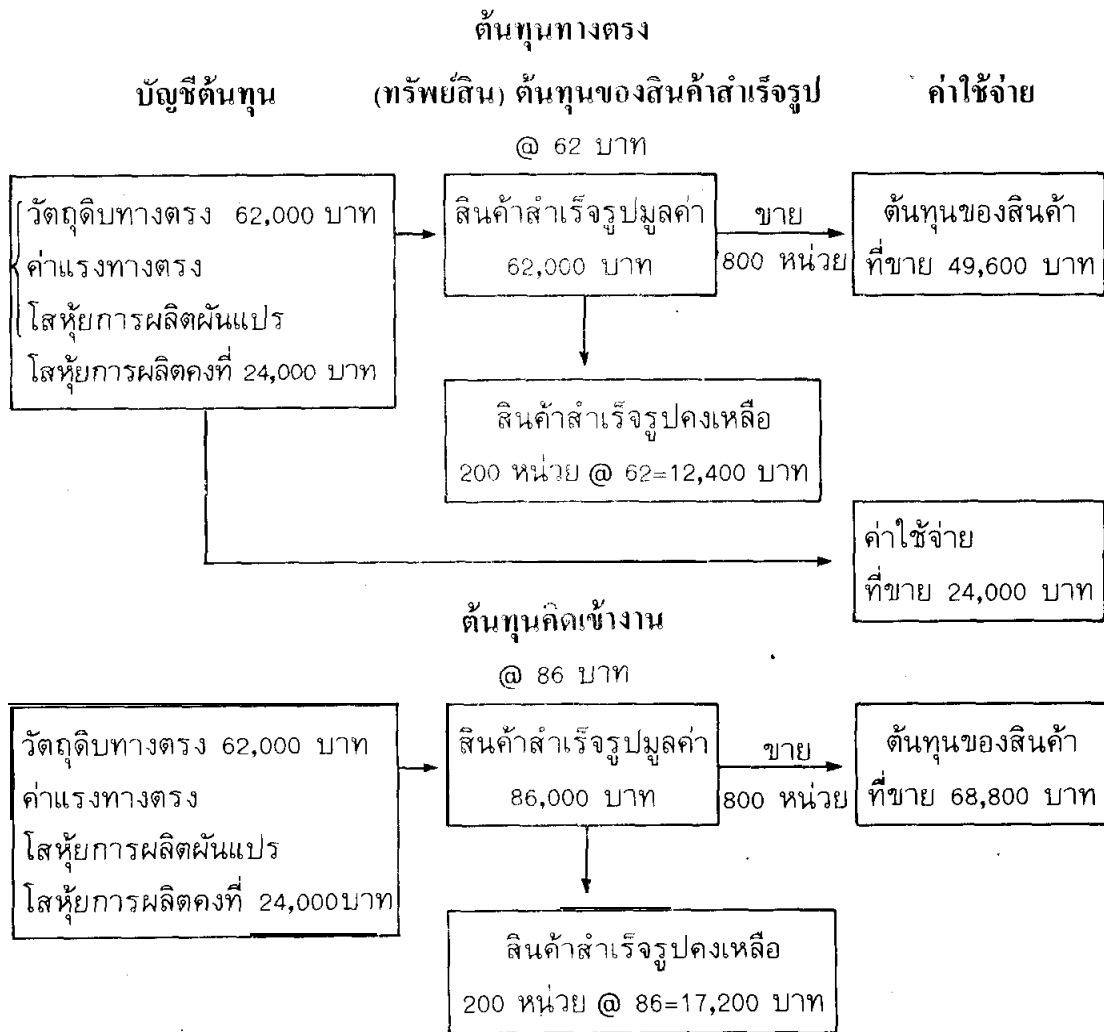 ต้นทุนทางตรง
บัญชีต้นทุน (ทรัพย์สิน) ต้นทุนของสินค้าสำเร็จรูป ค่าใช้จ่าย
@ 62 บาท
วัตถุดิบทางตรง 62,000 บาท
ค่าแรงทางตรง
โสหุ้ยการผลิตผันแปร
โสหุ้ยการผลิตคงที่ 24,000 บาท
สินค้าสำเร็จรูปมูลค่า
62,000 บาท
ขาย
800 หน่วย
ต้นทุนของสินค้า
ที่ขาย 49,600 บาท
สินค้าสำเร็จรูปคงเหลือ
200 หน่วย @ 62=12,400 บาท
ค่าใช้จ่าย
ที่ขาย 24,000 บาท
ต้นทุนคิดเข้างาน
@ 86 บาท
วัตถุดิบทางตรง 62,000 บาท
ค่าแรงทางตรง
โสหุ้ยการผลิตผันแปร
โสหุ้ยการผลิตคงที่ 24,000บาท
สินค้าสำเร็จรูปมูลค่า
86,000 บาท
ขาย
800 หน่วย
ต้นทุนของสินค้า
ที่ขาย 68,800 บาท
สินค้าสำเร็จรูปคงเหลือ
200 หน่วย @ 86=17,200 บาท